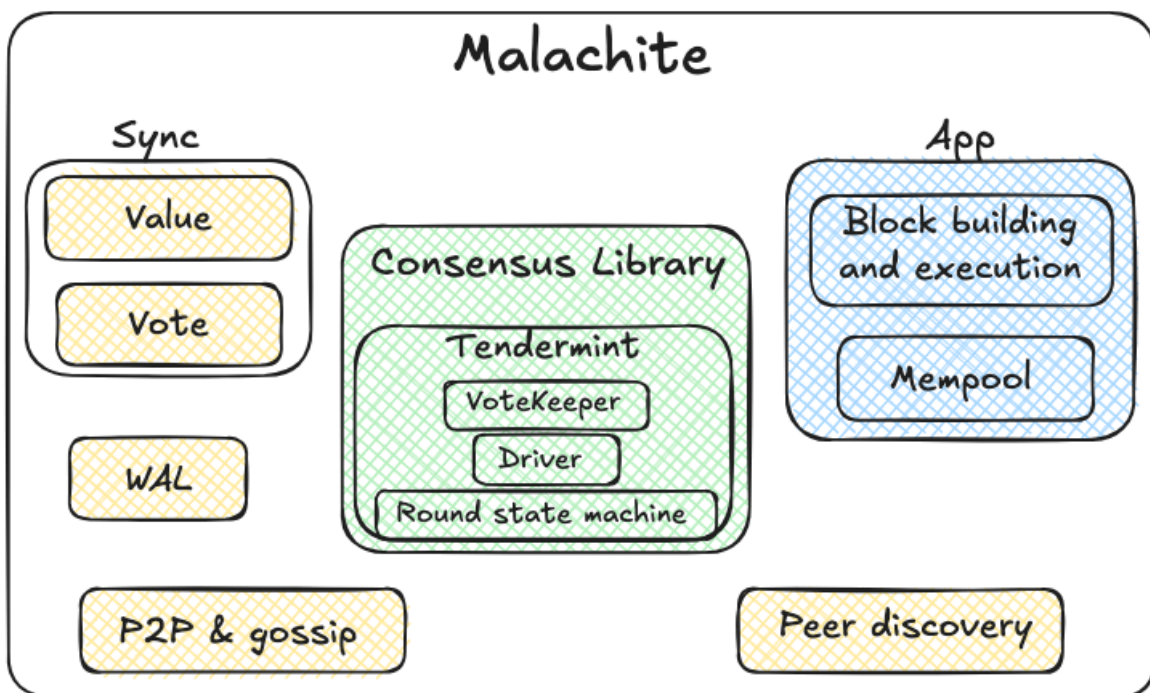 Malachite
Sync
Value
Vote
WAL
Consensus Library
Tendermint
VoteKeeper
Driver
Round state machine
App
Block building
and execution
Mempool
P2P & gossip
Peer discovery